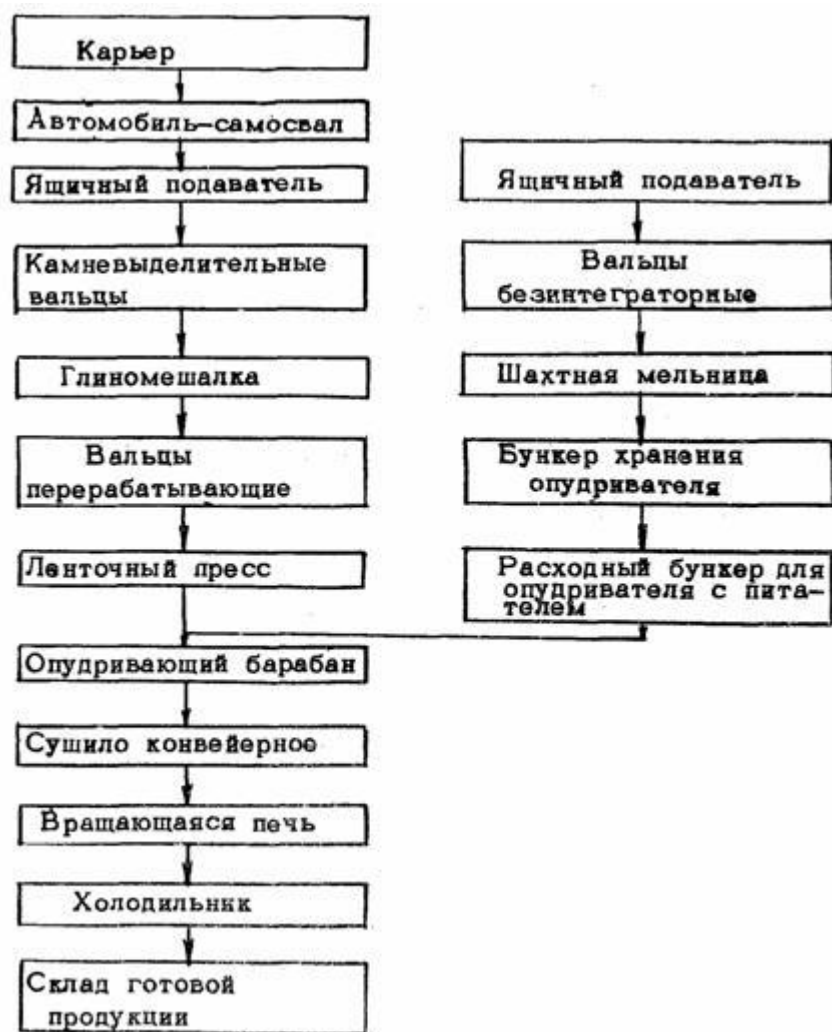 Карьер
Автомобиль-самосвал
Ящичный подаватель
Камневыделительные
вальцы
Глиномешалка
Вальцы
перерабатывающие
Ленточный пресс
Опудривающий барабан
Сушило конвейерное
Вращающаяся печь
Холодильник
Склад готовой
продукции
Ящичный подаватель
Вальцы
безинтеграторные
Шахтная мельница
Бункер хранения
опудривателя
Расходный бункер для
опудривателя с пита-
телем